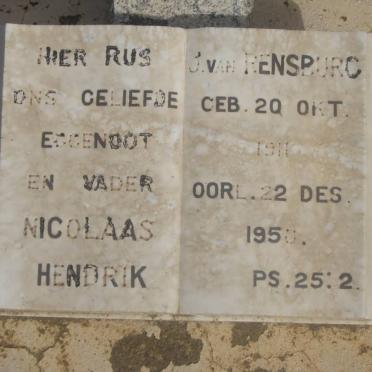 HIER RUS
ONS GELIEFDE
EGGENOOT
EN VADER
NICOLAAS
HENDRIK
J. VAN RENSBURG
GEB. 20 OKT.
1911
OORL. 22 DES.
1950.
PS. 25:2.